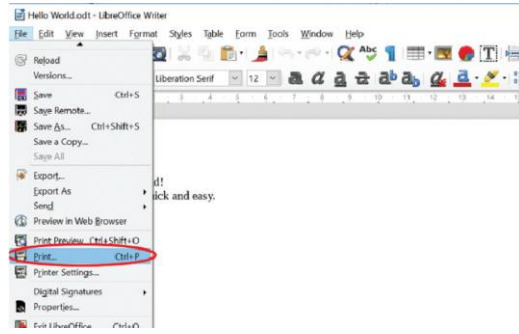 Hello World.odt - LibreOffice Writer
File Edit View Insert Format Styles Table Form Tools Window Help
Reload
Versions...
Liberation Serif 12
Save Ctrl+S
Save Remote...
Save As... Ctrl+Shift+S
Save a Copy...
Save All
Export...
Export As
Send
Preview in Web Browser
Print Preview Ctrl+Shift+O
Print... Ctrl+P
Printer Settings...
Digital Signatures
Properties...
Exit LibreOffice Ctrl+Q
d!
ick and easy.